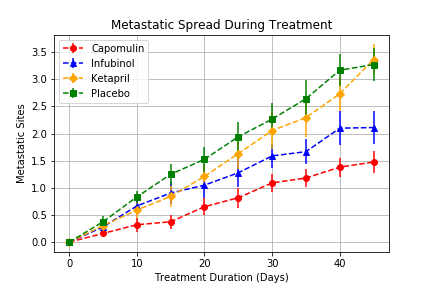 Metastatic Spread During Treatment
Capomulin
Infubinol
Ketapril
Placebo
Metastatic Sites
3.5
3.0
2.5
2.0
1.5
1.0
0.5
0.0
0 10 20 30 40
Treatment Duration (Days)